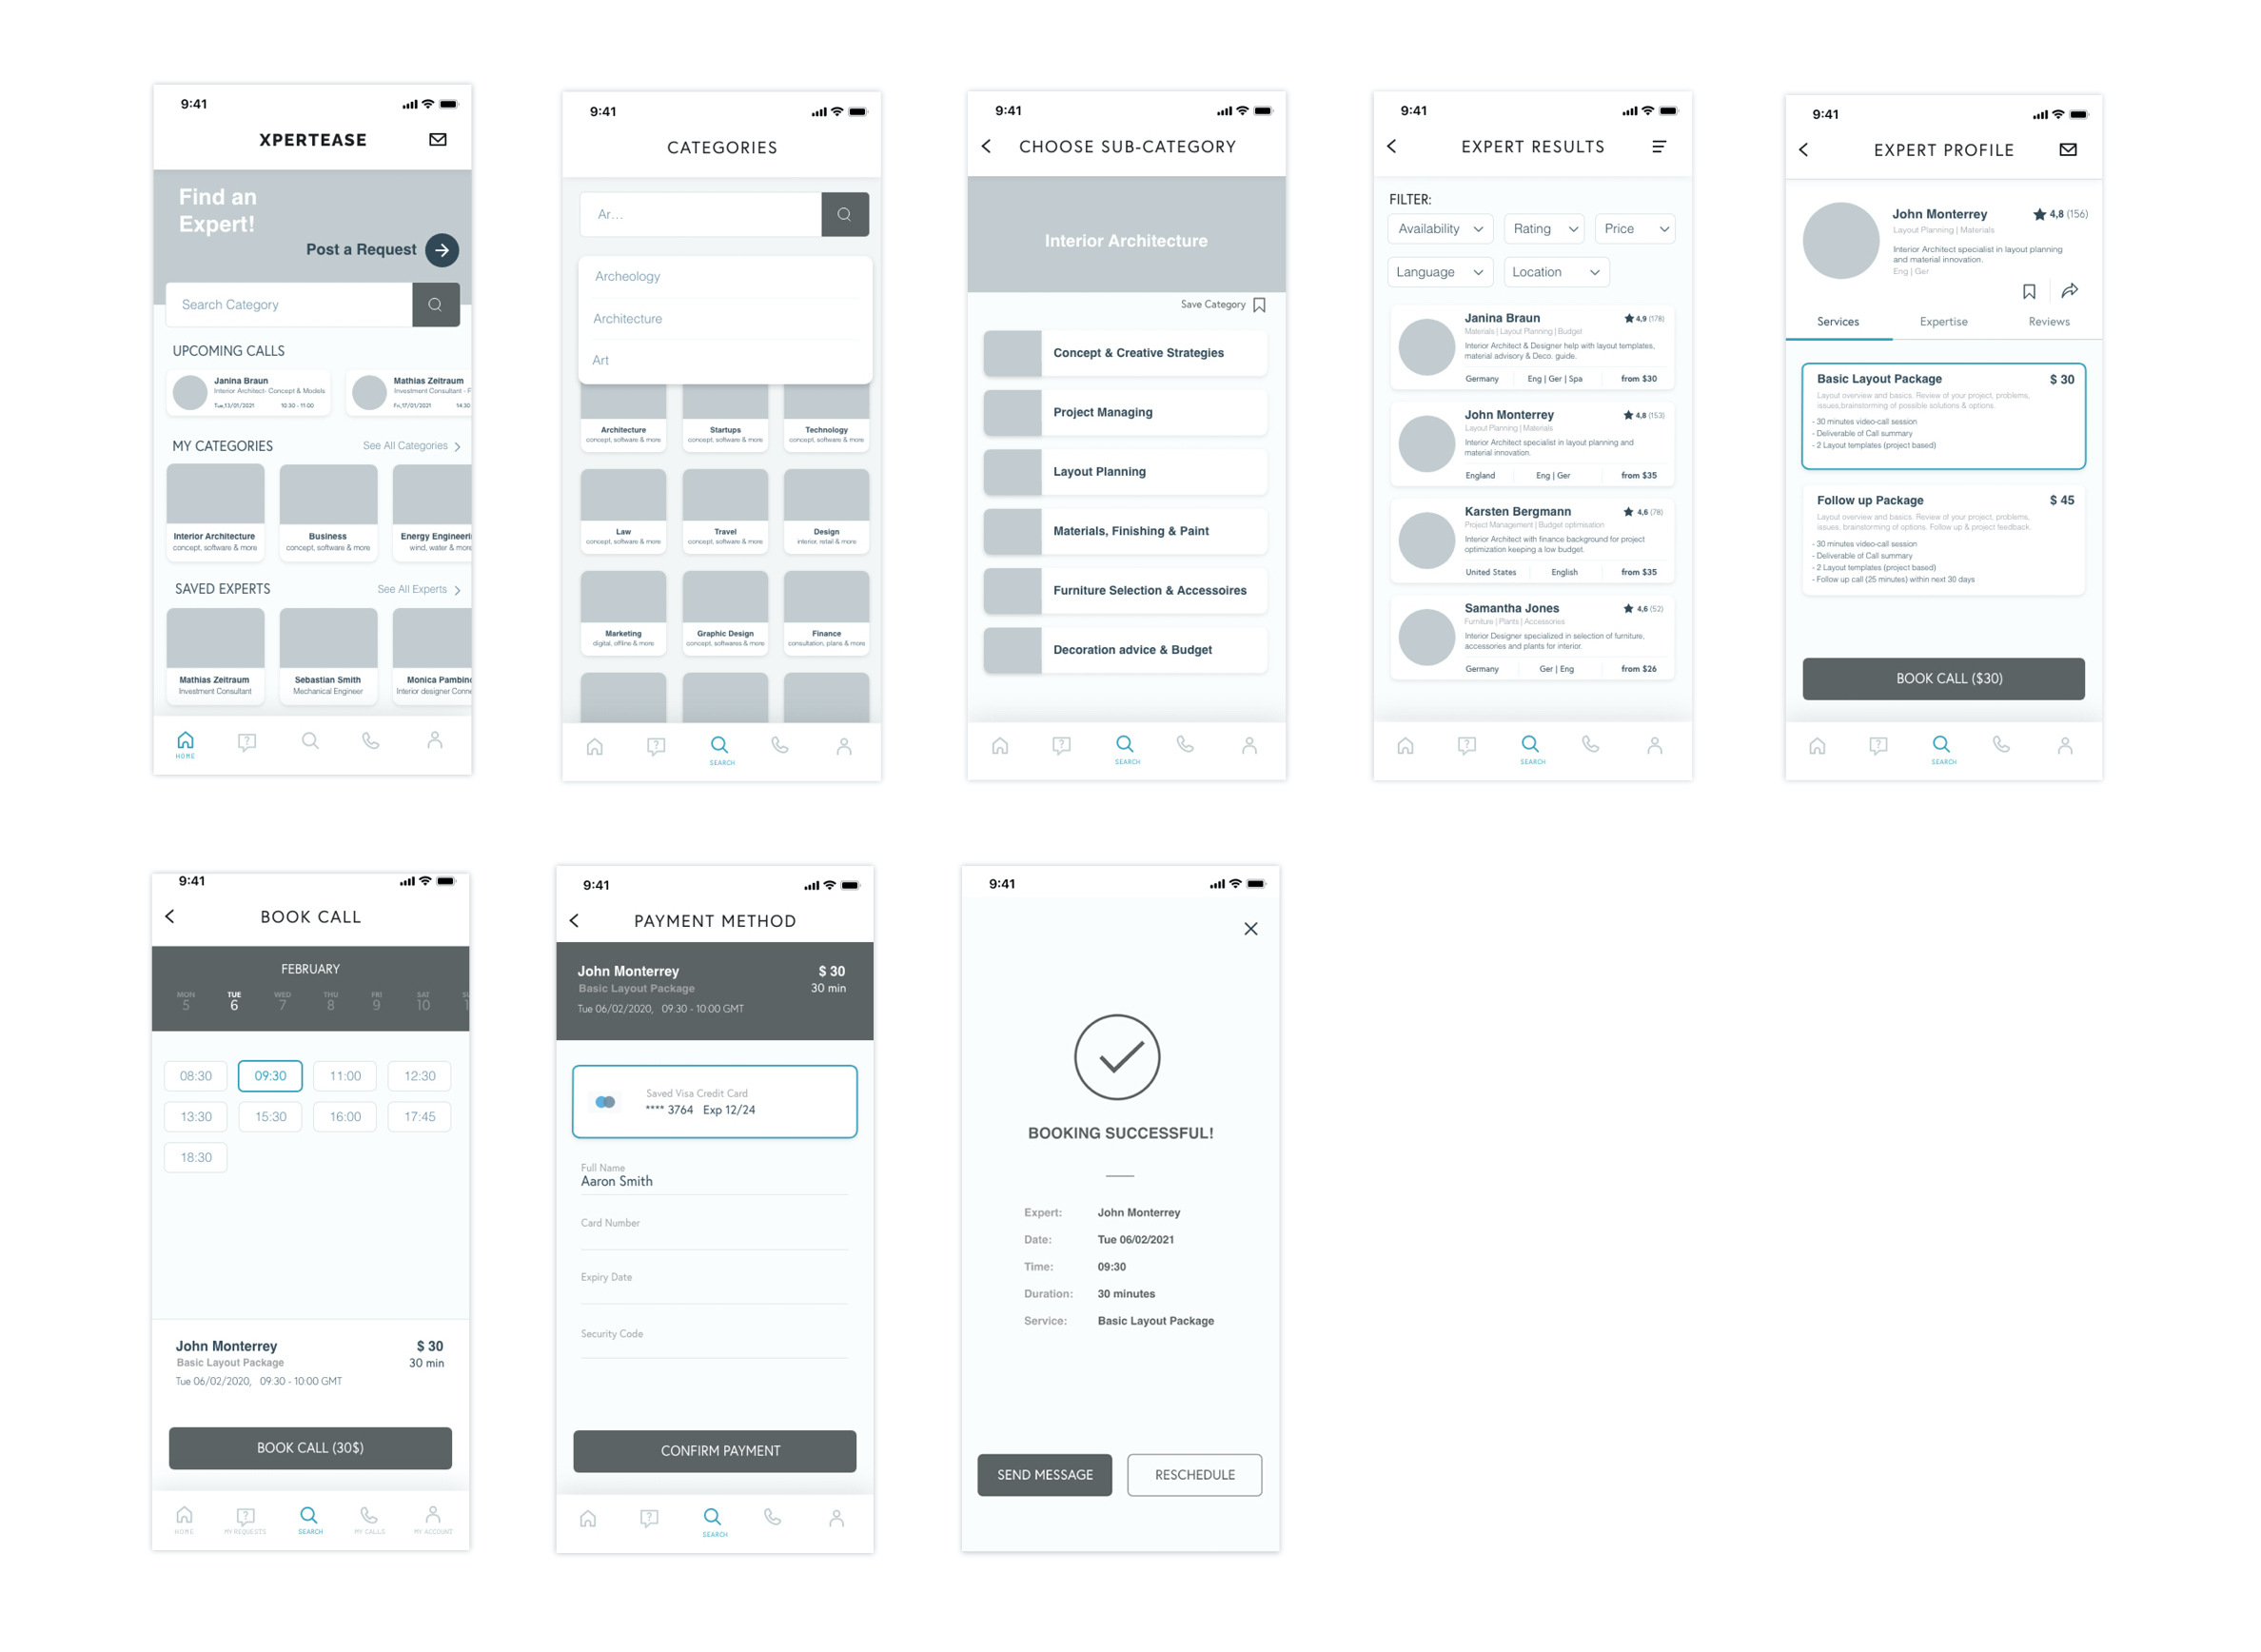 9:41
XPERTEASE
Find an
Expert!
Post a Request
Search Category
UPCOMING CALLS
Janina Braun
Interior Architect- Concept & Models
Tue,13/01/2021 10:30 - 11:00
Mathias Zeitraum
Investment Consultant - F
Fri,17/01/2021 14:30
MY CATEGORIES
See All Categories
Interior Architecture
concept, software & more
Business
concept, software & more
Energy Engineeri
wind, water & more
SAVED EXPERTS
See All Experts
Mathias Zeitraum
Investment Consultant
Sebastian Smith
Mechanical Engineer
Monica Pambino
Interior designer Conne
HOME
9:41
CATEGORIES
Ar...
Archeology
Architecture
Art
Architecture
concept, software & more
Startups
concept, software & more
Technology
concept, software & more
Law
concept, software & more
Travel
concept, software & more
Design
interior, retail & more
Marketing
digital, offline & more
Graphic Design
concept, softwares & more
Finance
consultation, plans & more
SEARCH
9:41
CHOOSE SUB-CATEGORY
Interior Architecture
Save Category
Concept & Creative Strategies
Project Managing
Layout Planning
Materials, Finishing & Paint
Furniture Selection & Accessoires
Decoration advice & Budget
SEARCH
9:41
EXPERT RESULTS
FILTER:
Availability
Rating
Price
Language
Location
Janina Braun
4,9 (178)
Materials | Layout Planning | Budget
Interior Architect & Designer help with layout templates,
material advisory & Deco. guide.
Germany Eng | Ger | Spa from $30
John Monterrey
4,8 (153)
Layout Planning | Materials
Interior Architect specialist in layout planning and
material innovation.
England Eng | Ger from $35
Karsten Bergmann
4,6 (78)
Project Management | Budget optimisation
Interior Architect with finance background for project
optimization keeping a low budget.
United States English from $35
Samantha Jones
4,6 (52)
Furniture | Plants | Accessories
Interior Designer specialized in selection of furniture,
accessories and plants for interior.
Germany Ger | Eng from $26
SEARCH
9:41
EXPERT PROFILE
John Monterrey
4,8 (156)
Layout Planning | Materials
Interior Architect specialist in layout planning
and material innovation.
Eng | Ger
Services
Expertise
Reviews
Basic Layout Package
$ 30
Layout overview and basics. Review of your project, problems,
issues,brainstorming of possible solutions & options.
- 30 minutes video-call session
- Deliverable of Call summary
- 2 Layout templates (project based)
Follow up Package
$ 45
Layout overview and basics. Review of your project, problems,
issues, brainstorming of options. Follow up & project feedback.
- 30 minutes video-call session
- Deliverable of Call summary
- 2 Layout templates (project based)
- Follow up call (25 minutes) within next 30 days
BOOK CALL ($30)
SEARCH
9:41
BOOK CALL
FEBRUARY
MON TUE WED THU FRI SAT
5 6 7 8 9 10
08:30 09:30 11:00 12:30
13:30 15:30 16:00 17:45
18:30
John Monterrey
$ 30
Basic Layout Package
30 min
Tue 06/02/2020, 09:30 - 10:00 GMT
BOOK CALL (30$)
HOME MY REQUESTS SEARCH MY CALLS MY ACCOUNT
9:41
PAYMENT METHOD
John Monterrey
$ 30
Basic Layout Package
30 min
Tue 06/02/2020, 09:30 - 10:00 GMT
Saved Visa Credit Card
**** 3764 Exp 12/24
Full Name
Aaron Smith
Card Number
Expiry Date
Security Code
CONFIRM PAYMENT
SEARCH
9:41
BOOKING SUCCESSFUL!
Expert: John Monterrey
Date: Tue 06/02/2021
Time: 09:30
Duration: 30 minutes
Service: Basic Layout Package
SEND MESSAGE
RESCHEDULE